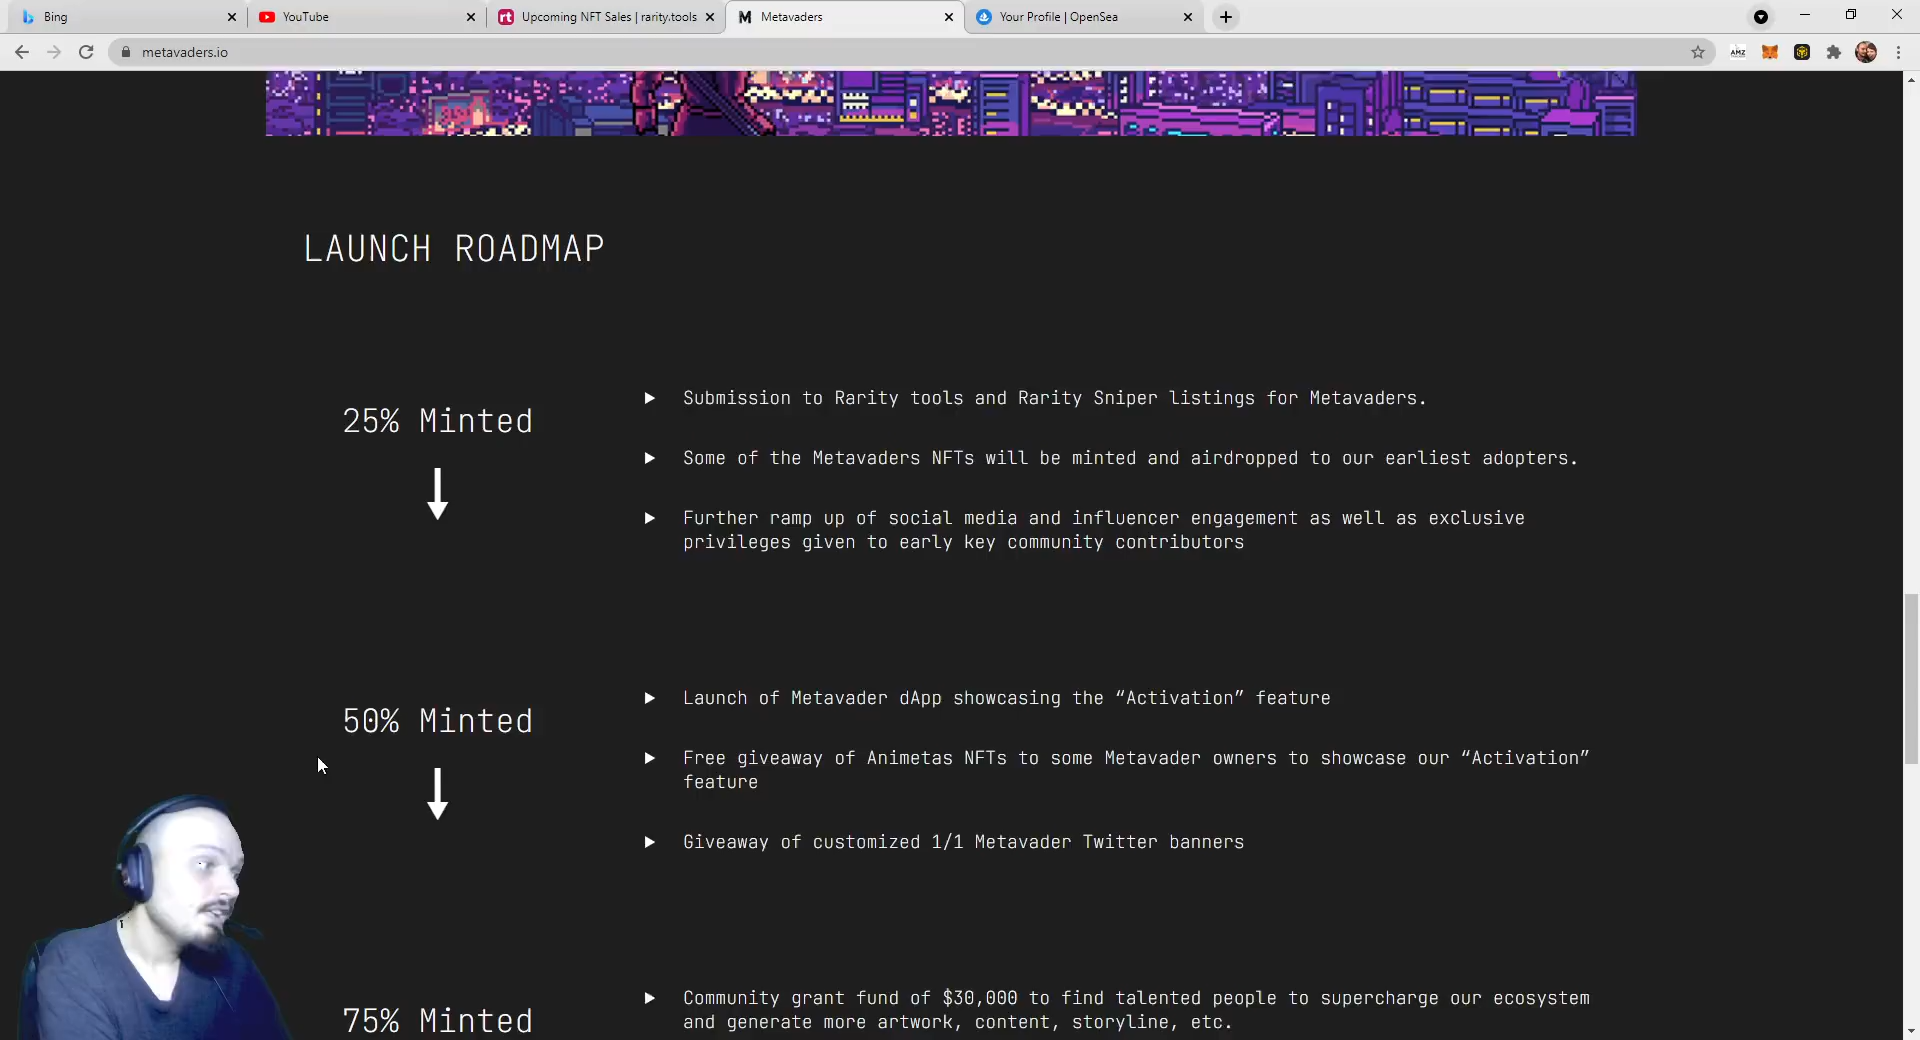 Bing
YouTube
rt
Upcoming NFT Sales | rarity.tools
M
Metavaders
Your Profile | OpenSea
metavaders.io
AMZ
LAUNCH ROADMAP
25% Minted
Submission to Rarity tools and Rarity Sniper listings for Metavaders.
Some of the Metavaders NFTs will be minted and airdropped to our earliest adopters.
Further ramp up of social media and influencer engagement as well as exclusive
privileges given to early key community contributors
50% Minted
Launch of Metavader dApp showcasing the “Activation” feature
Free giveaway of Animetas NFTs to some Metavader owners to showcase our “Activation”
feature
Giveaway of customized 1/1 Metavader Twitter banners
75% Minted
Community grant fund of $30,000 to find talented people to supercharge our ecosystem
and generate more artwork, content, storyline, etc.